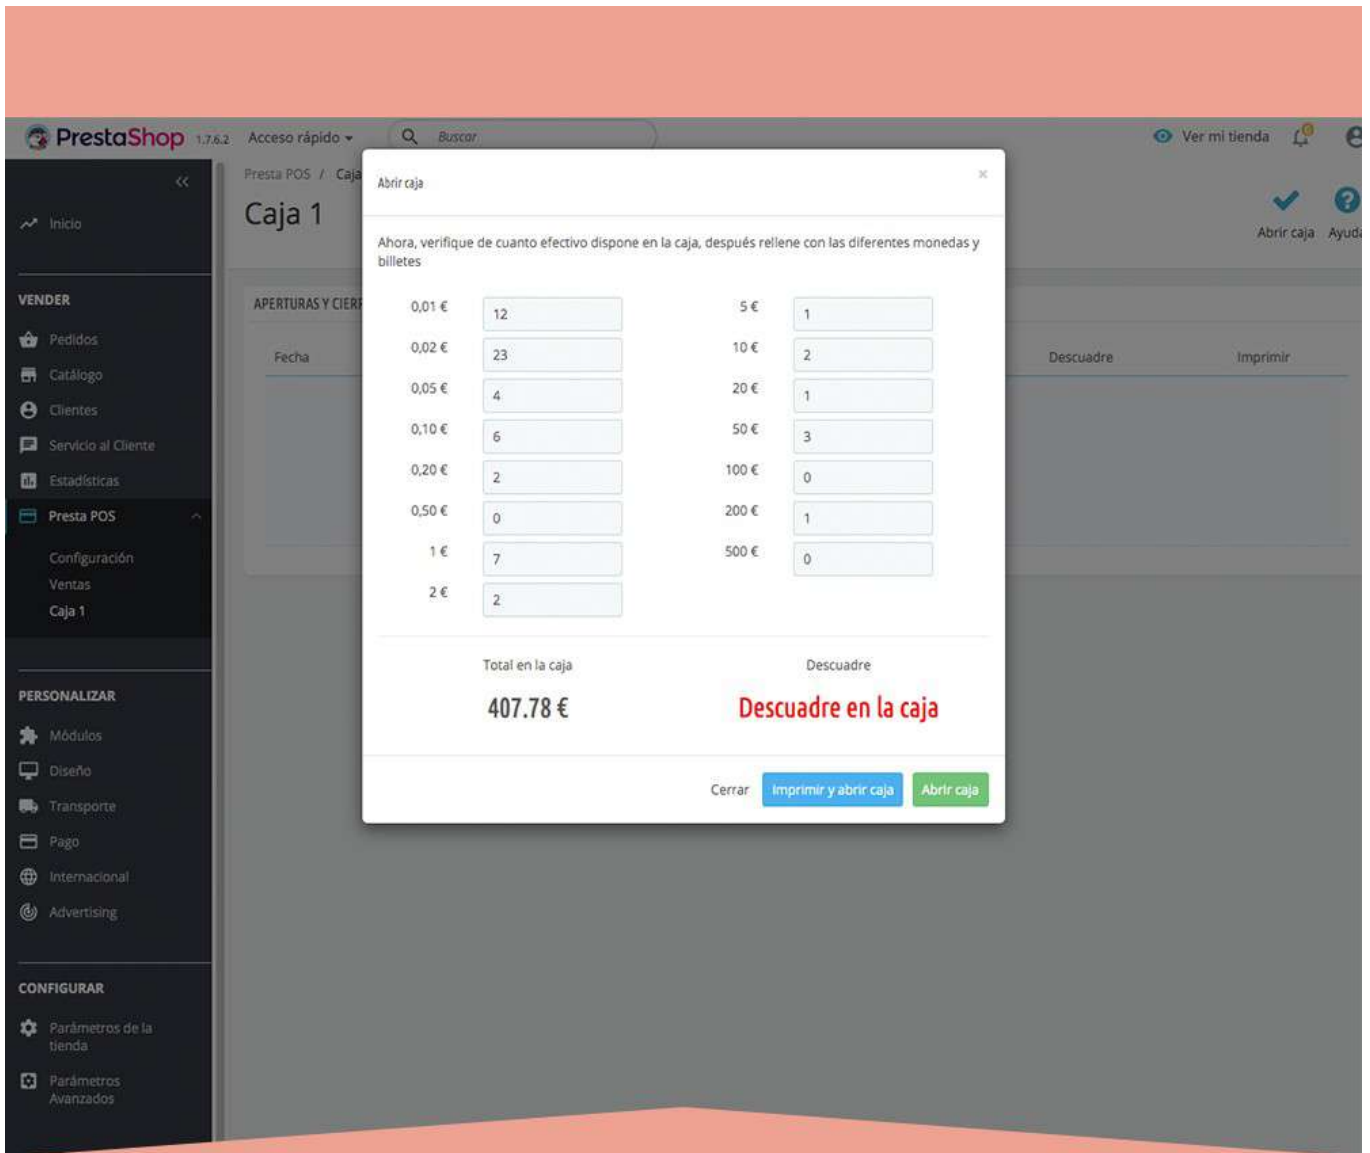 PrestaShop 1.7.6.2 Acceso rápido Buscar Ver mi tienda
Presta POS / Caja
Caja 1
Abrir caja Ayuda
Inicio
VENDER
Pedidos
Catálogo
Clientes
Servicio al Cliente
Estadísticas
Presta POS
Configuración
Ventas
Caja 1
PERSONALIZAR
Módulos
Diseño
Transporte
Pago
Internacional
Advertising
CONFIGURAR
Parámetros de la
tienda
Parámetros
Avanzados
APERTURAS Y CIERR
Fecha Descuadre Imprimir
Abrir caja ×
Ahora, verifique de cuanto efectivo dispone en la caja, después rellene con las diferentes monedas y
billetes
0,01 € 12 5 € 1
0,02 € 23 10 € 2
0,05 € 4 20 € 1
0,10 € 6 50 € 3
0,20 € 2 100 € 0
0,50 € 0 200 € 1
1 € 7 500 € 0
2 € 2
Total en la caja Descuadre
407.78 € Descuadre en la caja
Cerrar Imprimir y abrir caja Abrir caja